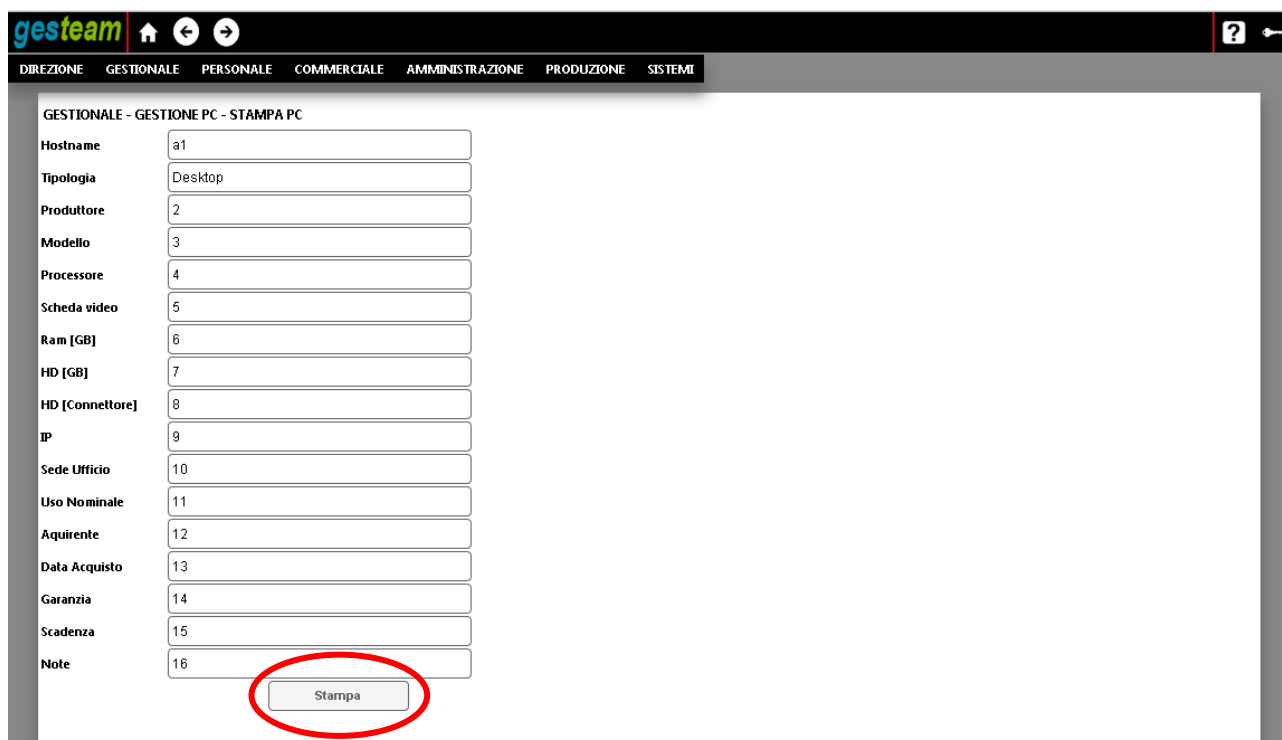 gesteam
?
DIREZIONE GESTIONALE PERSONALE COMMERCIALE AMMINISTRAZIONE PRODUZIONE SISTEMI
GESTIONALE - GESTIONE PC - STAMPA PC
Hostname a1
Tipologia Desktop
Produttore 2
Modello 3
Processore 4
Scheda video 5
Ram [GB] 6
HD [GB] 7
HD [Connettore] 8
IP 9
Sede Ufficio 10
Uso Nominale 11
Aquirente 12
Data Acquisto 13
Garanzia 14
Scadenza 15
Note 16
Stampa